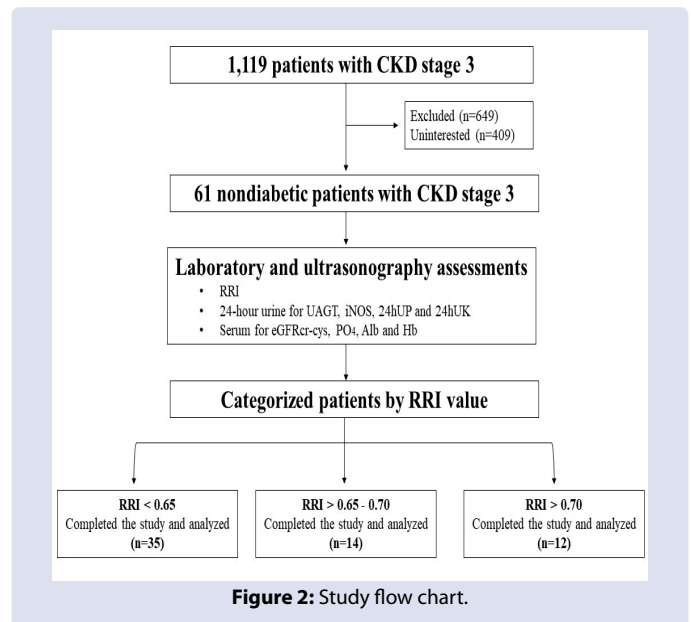 1,119 patients with CKD stage 3
Excluded (n=649)
Uninterested (n=409)
61 nondiabetic patients with CKD stage 3
Laboratory and ultrasonography assessments
• RRI
• 24-hour urine for UAGT, iNOS, 24hUP and 24hUK
• Serum for eGFRcr-cys, PO4, Alb and Hb
Categorized patients by RRI value
RRI < 0.65
Completed the study and analyzed
(n=35)
RRI > 0.65 - 0.70
Completed the study and analyzed
(n=14)
RRI > 0.70
Completed the study and analyzed
(n=12)
Figure 2: Study flow chart.